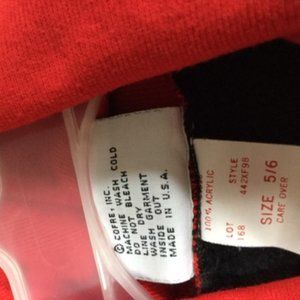 © COFRE, INC.
MACHINE WASH COLD
DO NOT BLEACH
LINE DRY
WASH GARMENT
INSIDE OUT
MADE IN U.S.A.
100% ACRYLIC
LOT STYLE
168 442XF98
SIZE 5/6
CARE OVER